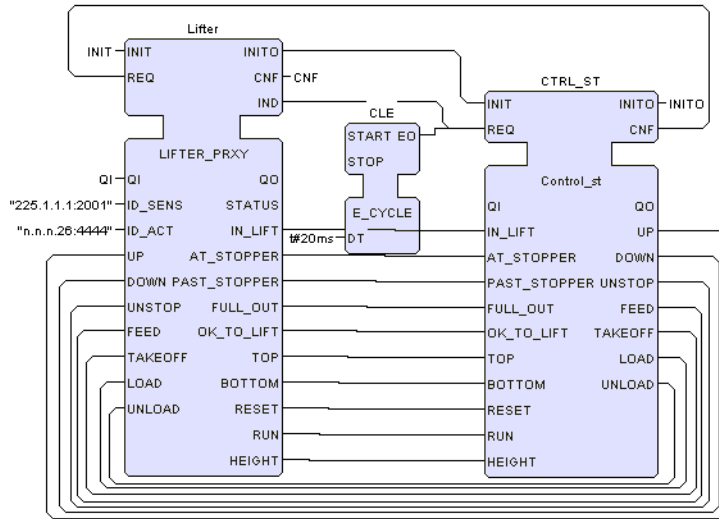 Lifter
INIT INIT INITO
REQ CNF CNF
IND
LIFTER_PRXY
QI QI QO
"225.1.1.1:2001" ID_SENS STATUS
"n.n.n.26:4444" ID_ACT IN_LIFT
UP AT_STOPPER
DOWN PAST_STOPPER
UNSTOP FULL_OUT
FEED OK_TO_LIFT
TAKEOFF TOP
LOAD BOTTOM
UNLOAD RESET
RUN
HEIGHT
CLE
START EO
STOP
E_CYCLE
t#20ms DT
CTRL_ST
INIT INITO INITO
REQ CNF
Control_st
QI QO
IN_LIFT UP
AT_STOPPER DOWN
PAST_STOPPER UNSTOP
FULL_OUT FEED
OK_TO_LIFT TAKEOFF
TOP LOAD
BOTTOM UNLOAD
RESET
RUN
HEIGHT